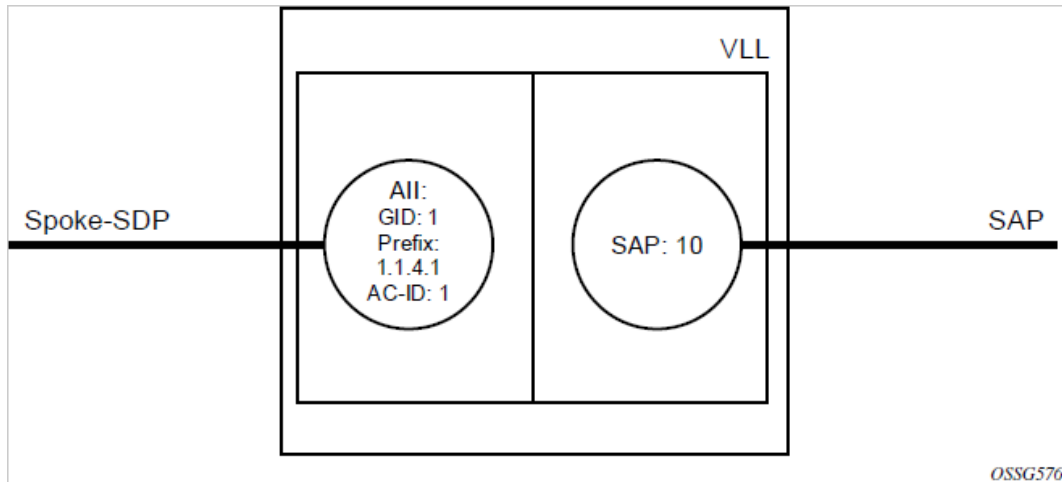 VLL
Spoke-SDP
AII:
GID: 1
Prefix:
1.1.4.1
AC-ID: 1
SAP: 10
SAP
OSSG576